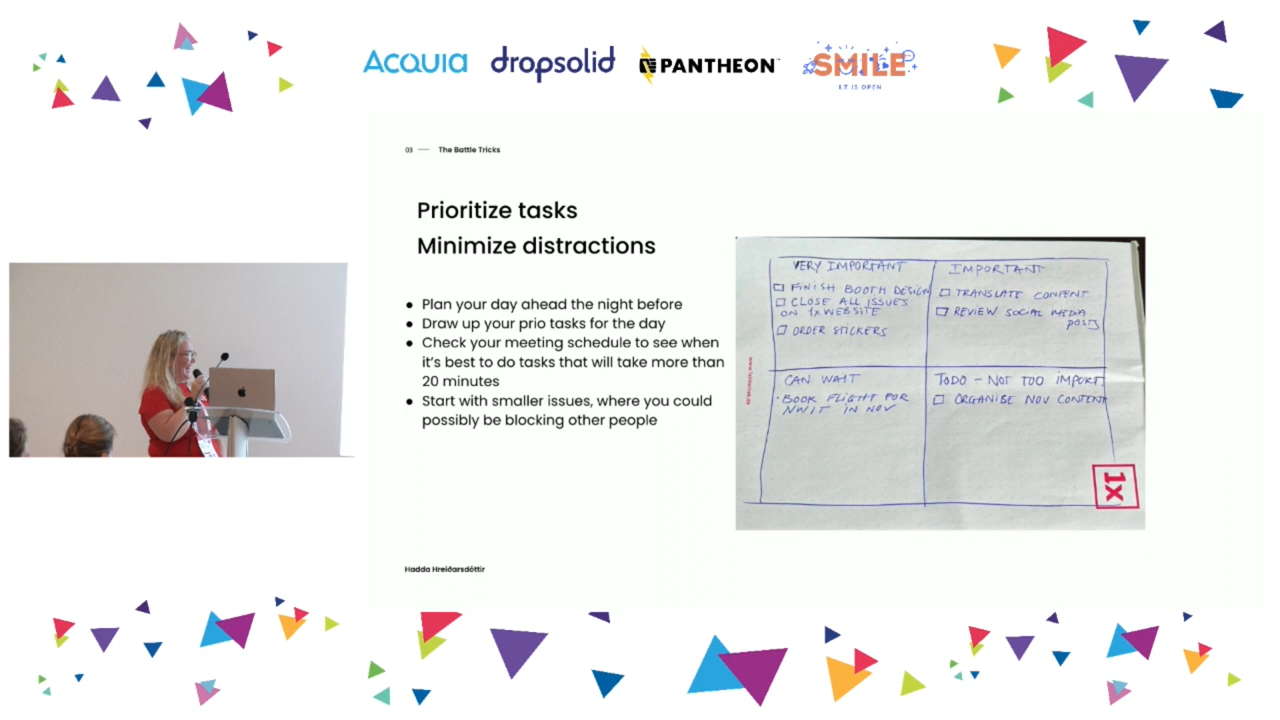 ACQUIA dropsolid PANTHEON SMILE
I.T IS OPEN
03 — The Battle Tricks
Prioritize tasks
Minimize distractions
● Plan your day ahead the night before
● Draw up your prio tasks for the day
● Check your meeting schedule to see when
it's best to do tasks that will take more than
20 minutes
● Start with smaller issues, where you could
possibly be blocking other people
VERY IMPORTANT
□ FINISH BOOTH DESIGN
□ CLOSE ALL ISSUES
ON 1X WEBSITE
□ ORDER STICKERS
IMPORTANT
□ TRANSLATE CONTENT
□ REVIEW SOCIAL MEDIA
POSTS
CAN WAIT
· BOOK FLIGHT FOR
NWIT IN NOV
TODO - NOT TOO IMPORT
□ ORGANISE NOV CONTENT
1X
Hadda Hreiðarsdóttir